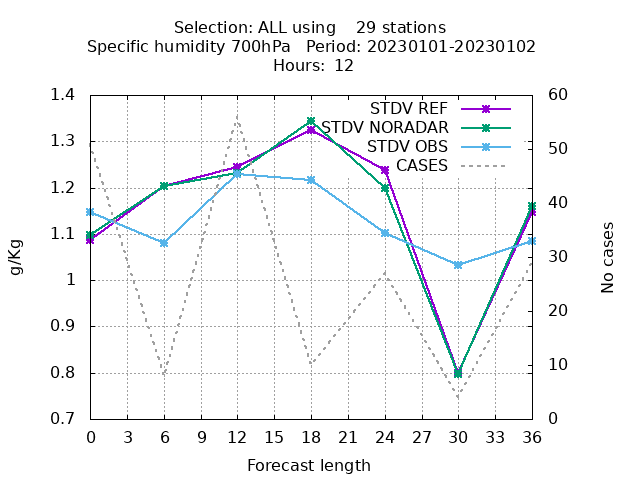 Selection: ALL using    29 stations
Specific humidity 700hPa   Period: 20230101-20230102
Hours: 12
STDV REF
STDV NORADAR
STDV OBS
CASES
g/Kg
1.4
1.3
1.2
1.1
1
0.9
0.8
0.7
60
50
40
30
20
10
0
No cases
0 3 6 9 12 15 18 21 24 27 30 33 36
Forecast length